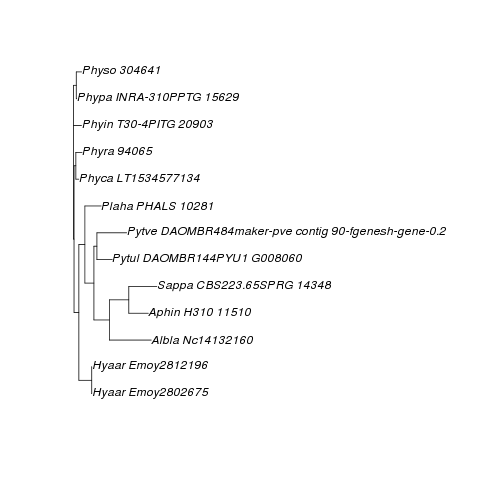 Physo 304641
Phypa INRA-310PPTG 15629
Phyin T30-4PITG 20903
Phyra 94065
Phyca LT1534577134
Plaha PHALS 10281
Pytve DAOMBR484maker-pve contig 90-fgenesh-gene-0.2
Pytul DAOMBR144PYU1 G008060
Sappa CBS223.65SPRG 14348
Aphin H310 11510
Albla Nc14132160
Hyaar Emoy2812196
Hyaar Emoy2802675